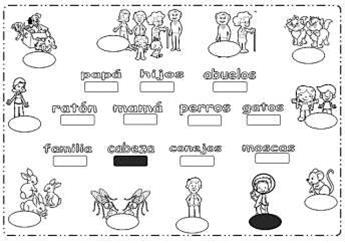 papá hijos abuelos
ratón mamá perros gatos
familia cabeza conejos moscas